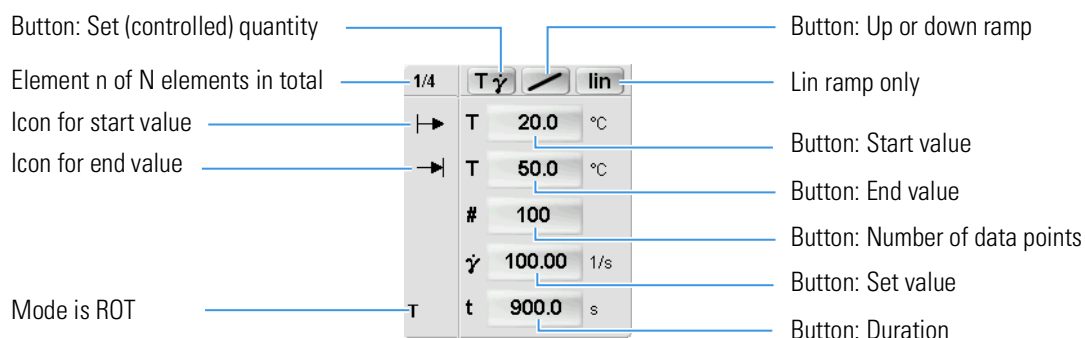 Button: Set (controlled) quantity
Button: Up or down ramp
Element n of N elements in total
1/4 T γ̇ lin
Lin ramp only
Icon for start value
T 20.0 °C
Button: Start value
Icon for end value
T 50.0 °C
Button: End value
# 100
Button: Number of data points
γ̇ 100.00 1/s
Button: Set value
Mode is ROT
T t 900.0 s
Button: Duration